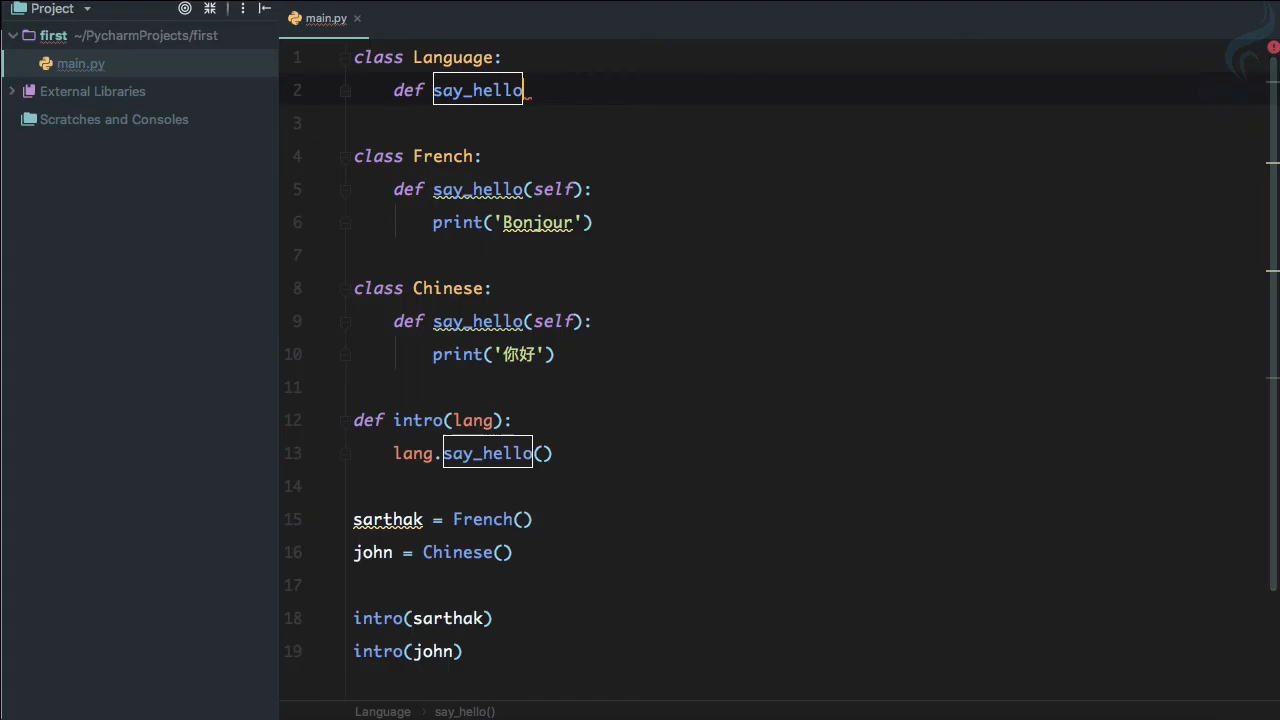 Project
main.py
first ~/PycharmProjects/first
main.py
External Libraries
Scratches and Consoles
1 class Language:
2 def say_hello
3
4 class French:
5 def say_hello(self):
6 print('Bonjour')
7
8 class Chinese:
9 def say_hello(self):
10 print('你好')
11
12 def intro(lang):
13 lang.say_hello()
14
15 sarthak = French()
16 john = Chinese()
17
18 intro(sarthak)
19 intro(john)
Language say_hello()